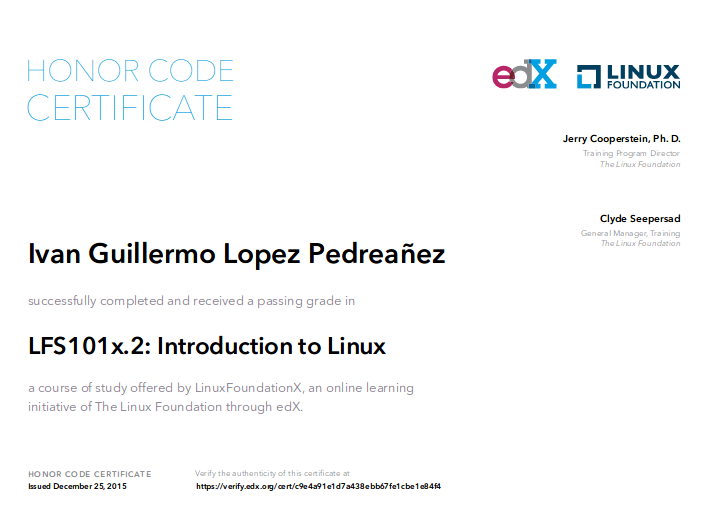 HONOR CODE
CERTIFICATE
edX
LINUX
FOUNDATION
Jerry Cooperstein, Ph. D.
Training Program Director
The Linux Foundation
Clyde Seepersad
General Manager, Training
The Linux Foundation
Ivan Guillermo Lopez Pedreañez
successfully completed and received a passing grade in
LFS101x.2: Introduction to Linux
a course of study offered by LinuxFoundationX, an online learning
initiative of The Linux Foundation through edX.
HONOR CODE CERTIFICATE
Issued December 25, 2015
Verify the authenticity of this certificate at
https://verify.edx.org/cert/c9e4a91e1d7a438ebb67fe1cbe1e84f4